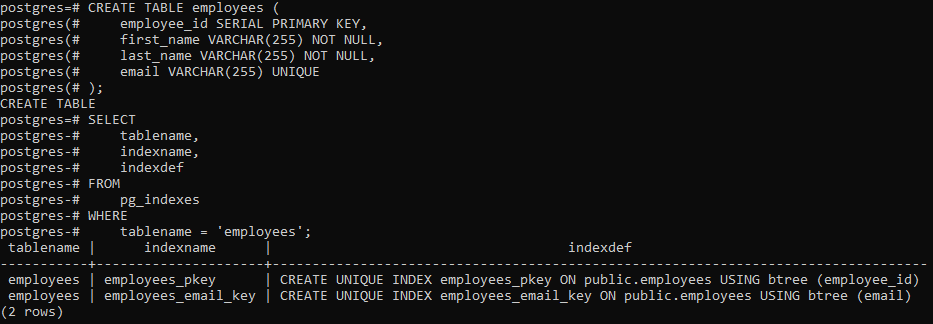 postgres=# CREATE TABLE employees (
postgres(#     employee_id SERIAL PRIMARY KEY,
postgres(#     first_name VARCHAR(255) NOT NULL,
postgres(#     last_name VARCHAR(255) NOT NULL,
postgres(#     email VARCHAR(255) UNIQUE
postgres(# );
CREATE TABLE
postgres=# SELECT
postgres-#     tablename,
postgres-#     indexname,
postgres-#     indexdef
postgres-# FROM
postgres-#     pg_indexes
postgres-# WHERE
postgres-#     tablename = 'employees';
 tablename |      indexname      |                                     indexdef
-----------+---------------------+----------------------------------------------------------------------------------
 employees | employees_pkey      | CREATE UNIQUE INDEX employees_pkey ON public.employees USING btree (employee_id)
 employees | employees_email_key | CREATE UNIQUE INDEX employees_email_key ON public.employees USING btree (email)
(2 rows)